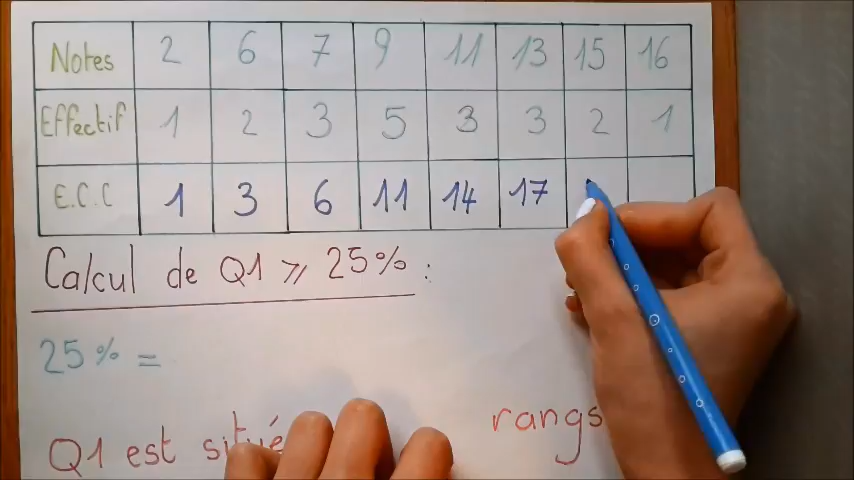 Notes 2 6 7 9 11 13 15 16
Effectif 1 2 3 5 3 3 2 1
E.C.C 1 3 6 11 14 17
Calcul de Q1 ⩾ 25% :
25% =
Q1 est situé rangs